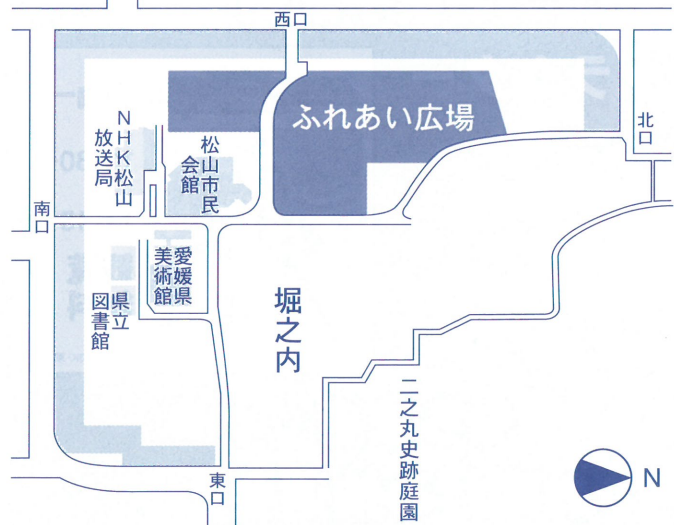 西口
ふれあい広場
北口
NHK松山
放送局
松山市民
会館
南口
愛媛県
美術館
県立
図書館
堀之内
二之丸史跡庭園
東口
N